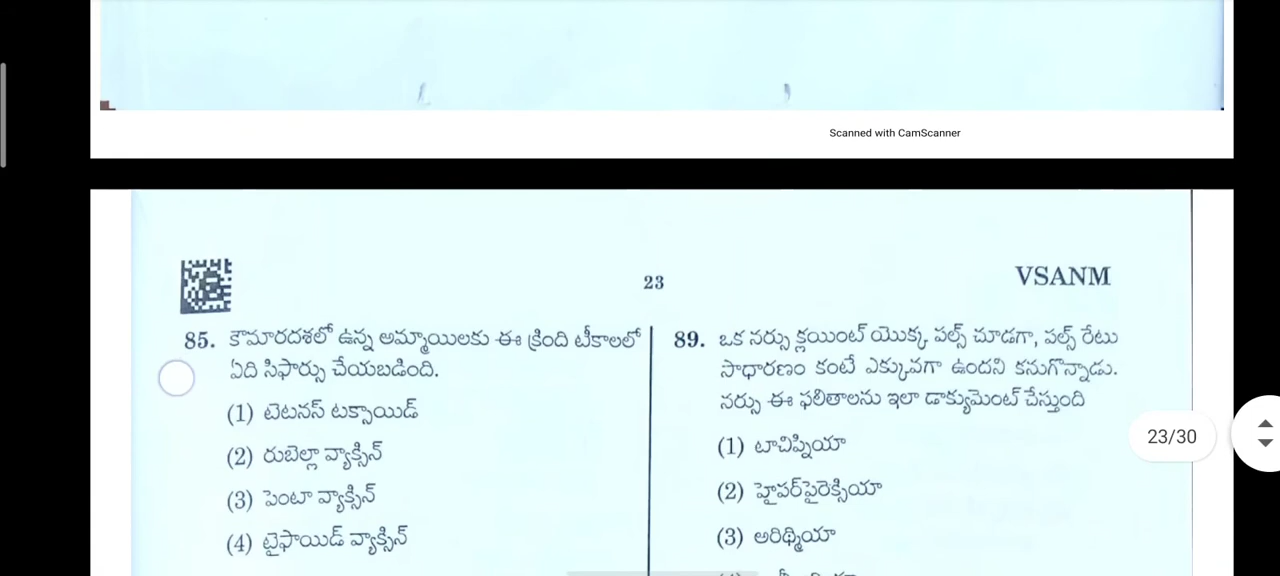 Scanned with CamScanner
23
VSANM
85. కౌమారదశలో ఉన్న అమ్మాయిలకు ఈ క్రింది టీకాలలో
ఏది సిఫార్సు చేయబడింది.
(1) టెటనస్ టక్సాయిడ్
(2) రుబెల్లా వ్యాక్సిన్
(3) పెంటా వ్యాక్సిన్
(4) టైఫాయిడ్ వ్యాక్సిన్
89. ఒక నర్సు క్లయింట్ యొక్క పల్స్ చూడగా, పల్స్ రేటు
సాధారణం కంటే ఎక్కువగా ఉందని కనుగొన్నాడు.
నర్సు ఈ ఫలితాలను ఇలా డాక్యుమెంట్ చేస్తుంది
(1) టాచిప్నియా
(2) హైపర్‌పైరెక్సియా
(3) అరిథ్మియా
23/30